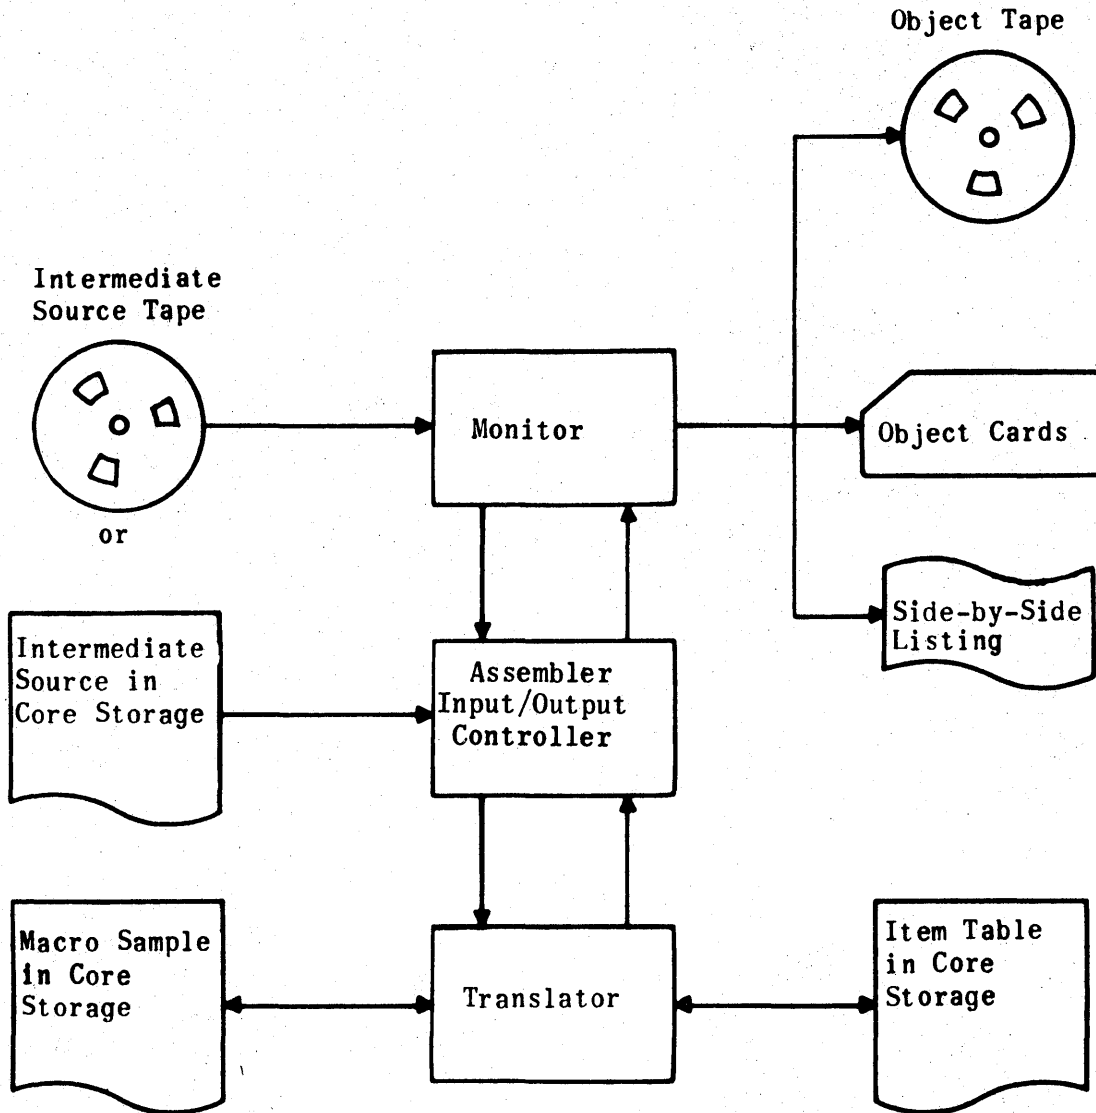 Object Tape
Intermediate
Source Tape
Monitor
Object Cards
or
Side-by-Side
Listing
Intermediate
Source in
Core Storage
Assembler
Input/Output
Controller
Macro Sample
in Core
Storage
Translator
Item Table
in Core
Storage